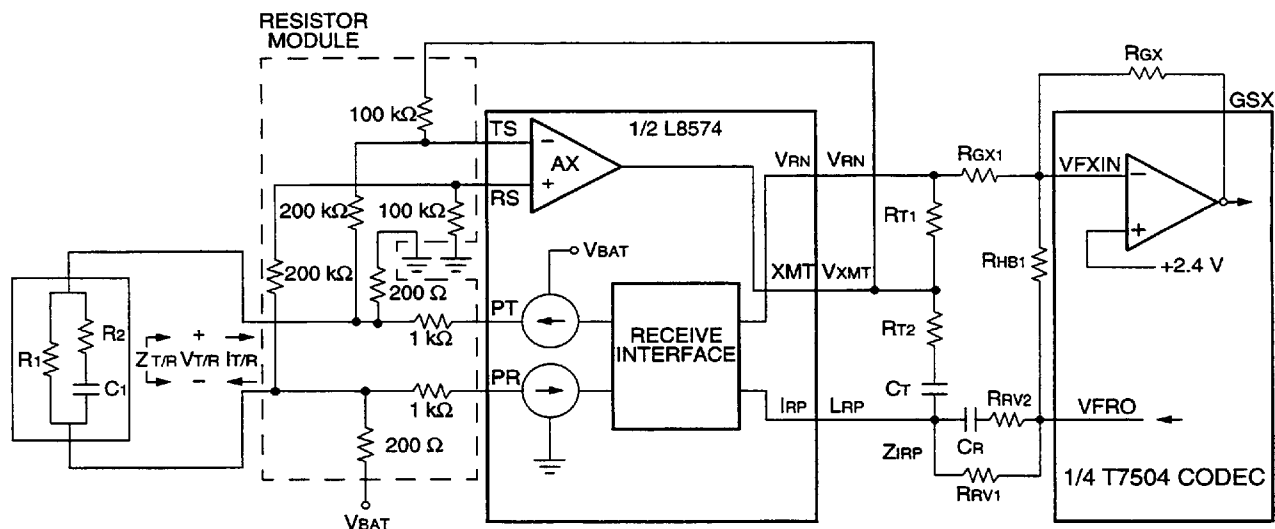 RESISTOR
MODULE
100 kΩ
TS
1/2 L8574
AX
RS
VRN
VRN
RGX1
RGX
GSX
VFXIN
200 kΩ
100 kΩ
RT1
200 kΩ
VBAT
RHB1
+2.4 V
200 Ω
XMT
VXMT
R1
R2
C1
ZT/R
+
VT/R
−
IT/R
PT
1 kΩ
RECEIVE
INTERFACE
RT2
PR
1 kΩ
CT
IRP
LRP
RRV2
VFRO
200 Ω
ZIRP
CR
RRV1
1/4 T7504 CODEC
VBAT